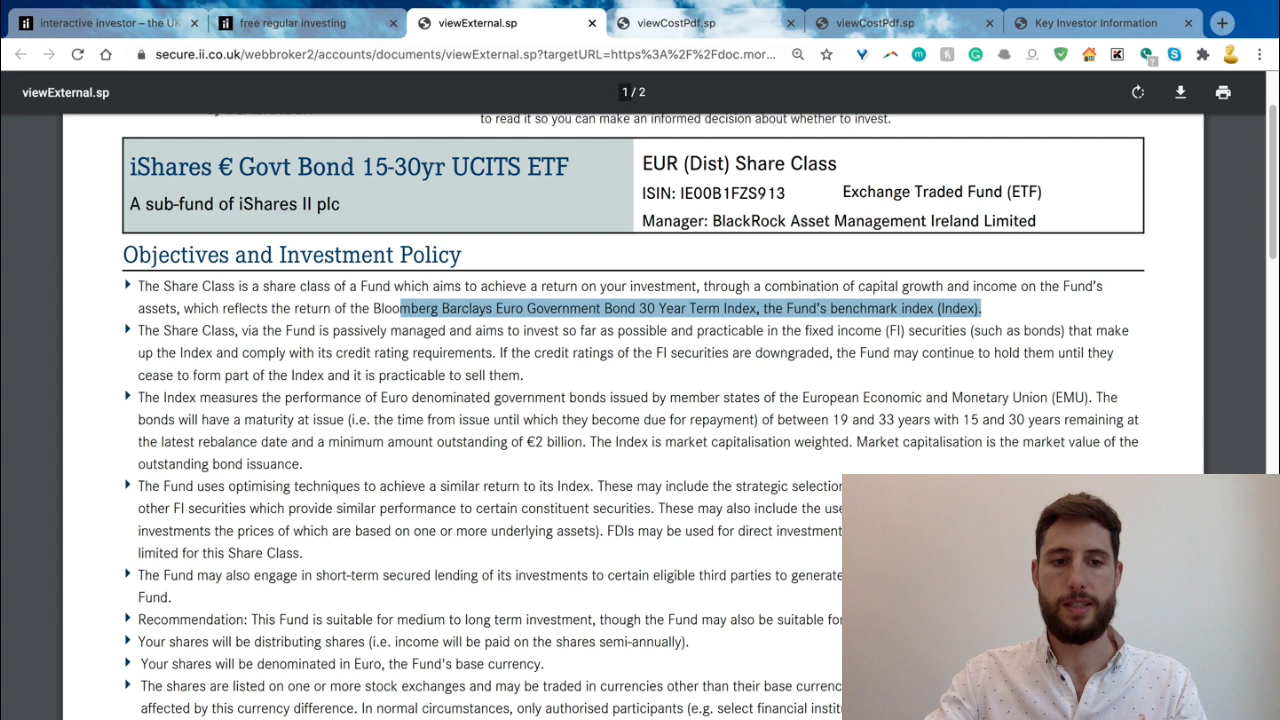 interactive investor – the UK
free regular investing
viewExternal.sp
viewCostPdf.sp
viewCostPdf.sp
Key Investor Information
secure.ii.co.uk/webbroker2/accounts/documents/viewExternal.sp?targetURL=https%3A%2F%2Fdoc.mor...
viewExternal.sp
1 / 2
to read it so you can make an informed decision about whether to invest.
iShares € Govt Bond 15-30yr UCITS ETF
A sub-fund of iShares II plc
EUR (Dist) Share Class
ISIN: IE00B1FZS913 Exchange Traded Fund (ETF)
Manager: BlackRock Asset Management Ireland Limited
Objectives and Investment Policy
The Share Class is a share class of a Fund which aims to achieve a return on your investment, through a combination of capital growth and income on the Fund's
assets, which reflects the return of the Bloomberg Barclays Euro Government Bond 30 Year Term Index, the Fund's benchmark index (Index).
The Share Class, via the Fund is passively managed and aims to invest so far as possible and practicable in the fixed income (FI) securities (such as bonds) that make
up the Index and comply with its credit rating requirements. If the credit ratings of the FI securities are downgraded, the Fund may continue to hold them until they
cease to form part of the Index and it is practicable to sell them.
The Index measures the performance of Euro denominated government bonds issued by member states of the European Economic and Monetary Union (EMU). The
bonds will have a maturity at issue (i.e. the time from issue until which they become due for repayment) of between 19 and 33 years with 15 and 30 years remaining at
the latest rebalance date and a minimum amount outstanding of €2 billion. The Index is market capitalisation weighted. Market capitalisation is the market value of the
outstanding bond issuance.
The Fund uses optimising techniques to achieve a similar return to its Index. These may include the strategic selection
other FI securities which provide similar performance to certain constituent securities. These may also include the use
investments the prices of which are based on one or more underlying assets). FDIs may be used for direct investment
limited for this Share Class.
The Fund may also engage in short-term secured lending of its investments to certain eligible third parties to generate
Fund.
Recommendation: This Fund is suitable for medium to long term investment, though the Fund may also be suitable for
Your shares will be distributing shares (i.e. income will be paid on the shares semi-annually).
Your shares will be denominated in Euro, the Fund's base currency.
The shares are listed on one or more stock exchanges and may be traded in currencies other than their base currenc
affected by this currency difference. In normal circumstances, only authorised participants (e.g. select financial instit